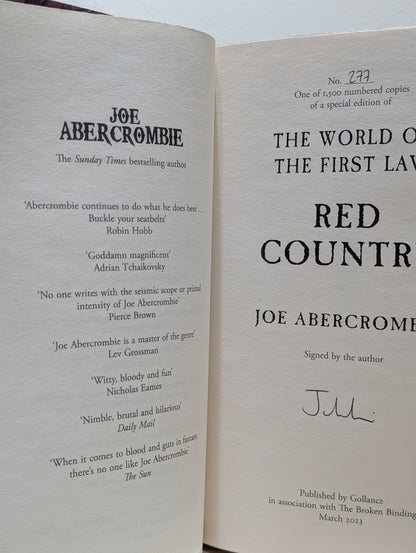 JOE
ABERCROMBIE
The Sunday Times bestselling author
'Abercrombie continues to do what he does best . . .
Buckle your seatbelts'
Robin Hobb
'Goddamn magnificent'
Adrian Tchaikovsky
'No one writes with the seismic scope or primal
intensity of Joe Abercrombie'
Pierce Brown
'Joe Abercrombie is a master of the genre'
Lev Grossman
'Witty, bloody and fun'
Nicholas Eames
'Nimble, brutal and hilarious'
Daily Mail
'When it comes to blood and guts in fantasy,
there's no one like Joe Abercrombie'
The Sun
No. 277
One of 1,500 numbered copies
of a special edition of
THE WORLD O
THE FIRST LAW
RED
COUNTR
JOE ABERCROMB
Signed by the author
Published by Gollancz
in association with The Broken Binding
March 2023